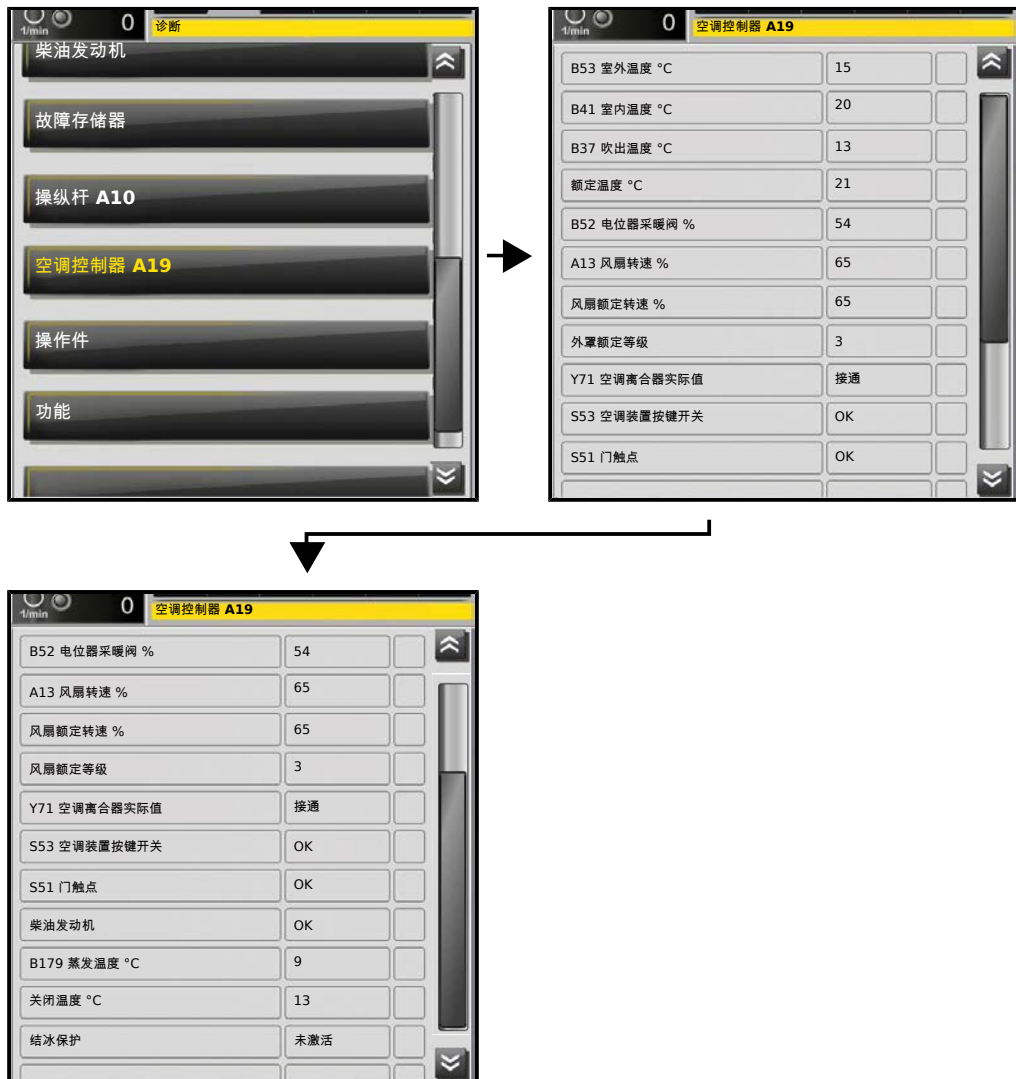 1/min 0 诊断
柴油发动机
故障存储器
操纵杆 A10
空调控制器 A19
操作件
功能
1/min 0 空调控制器 A19
B53 室外温度 °C 15
B41 室内温度 °C 20
B37 吹出温度 °C 13
额定温度 °C 21
B52 电位器采暖阀 % 54
A13 风扇转速 % 65
风扇额定转速 % 65
外罩额定等级 3
Y71 空调离合器实际值 接通
S53 空调装置按键开关 OK
S51 门触点 OK
1/min 0 空调控制器 A19
B52 电位器采暖阀 % 54
A13 风扇转速 % 65
风扇额定转速 % 65
风扇额定等级 3
Y71 空调离合器实际值 接通
S53 空调装置按键开关 OK
S51 门触点 OK
柴油发动机 OK
B179 蒸发温度 °C 9
关闭温度 °C 13
结冰保护 未激活